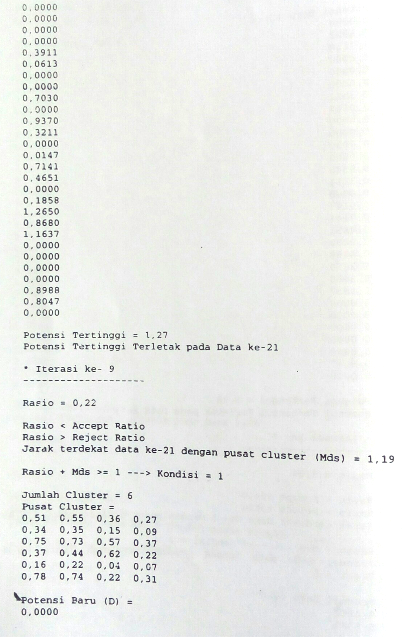 0,0000
0,0000
0,0000
0,0000
0,3911
0,0613
0,0000
0,0000
0,7030
0,0000
0,9370
0,3211
0,0000
0,0147
0,7141
0,4651
0,0000
0,1858
1,2650
0,8680
1,1637
0,0000
0,0000
0,0000
0,0000
0,8988
0,8047
0,0000
Potensi Tertinggi = 1,27
Potensi Tertinggi Terletak pada Data ke-21
* Iterasi ke- 9
--------------------
Rasio = 0,22
Rasio < Accept Ratio
Rasio > Reject Ratio
Jarak terdekat data ke-21 dengan pusat cluster (Mds) = 1,19
Rasio + Mds >= 1 ---> Kondisi = 1
Jumlah Cluster = 6
Pusat Cluster =
0,51 0,55 0,36 0,27
0,34 0,35 0,15 0,09
0,75 0,73 0,57 0,37
0,37 0,44 0,62 0,22
0,16 0,22 0,04 0,07
0,78 0,74 0,22 0,31
Potensi Baru (D) =
0,0000